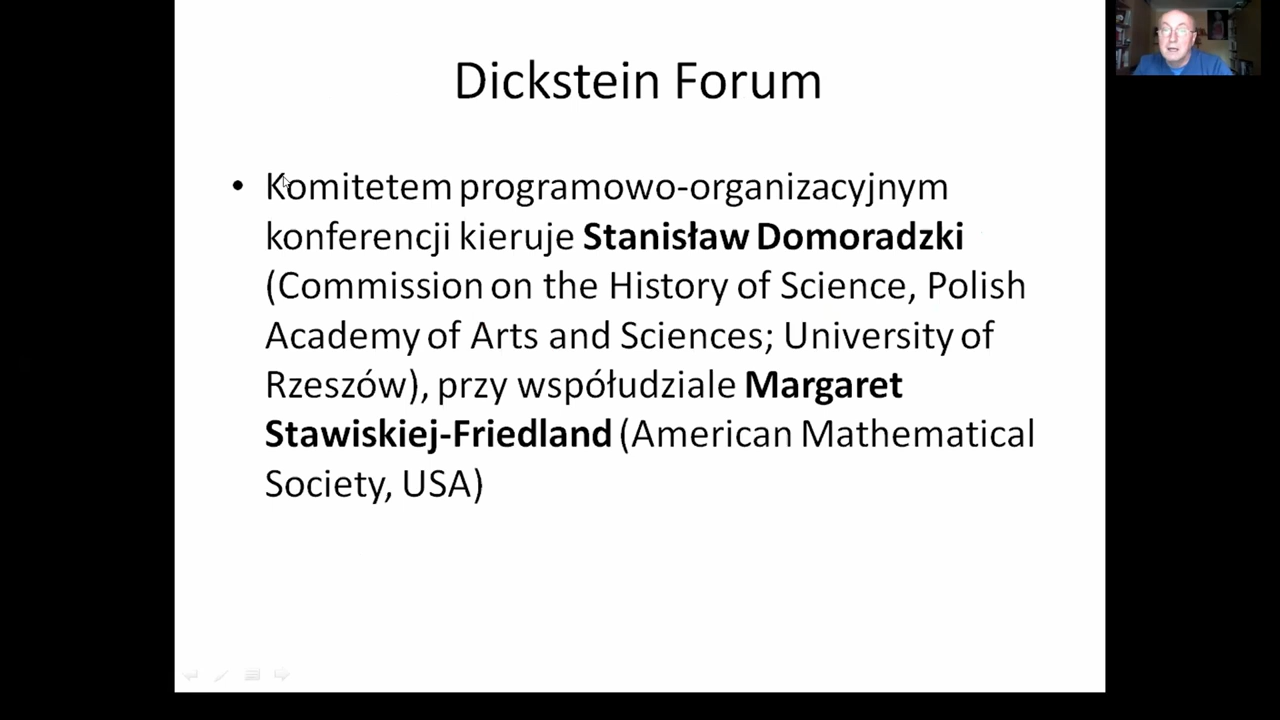 Dickstein Forum
• Komitetem programowo-organizacyjnym
konferencji kieruje Stanisław Domoradzki
(Commission on the History of Science, Polish
Academy of Arts and Sciences; University of
Rzeszów), przy współudziale Margaret
Stawiskiej-Friedland (American Mathematical
Society, USA)